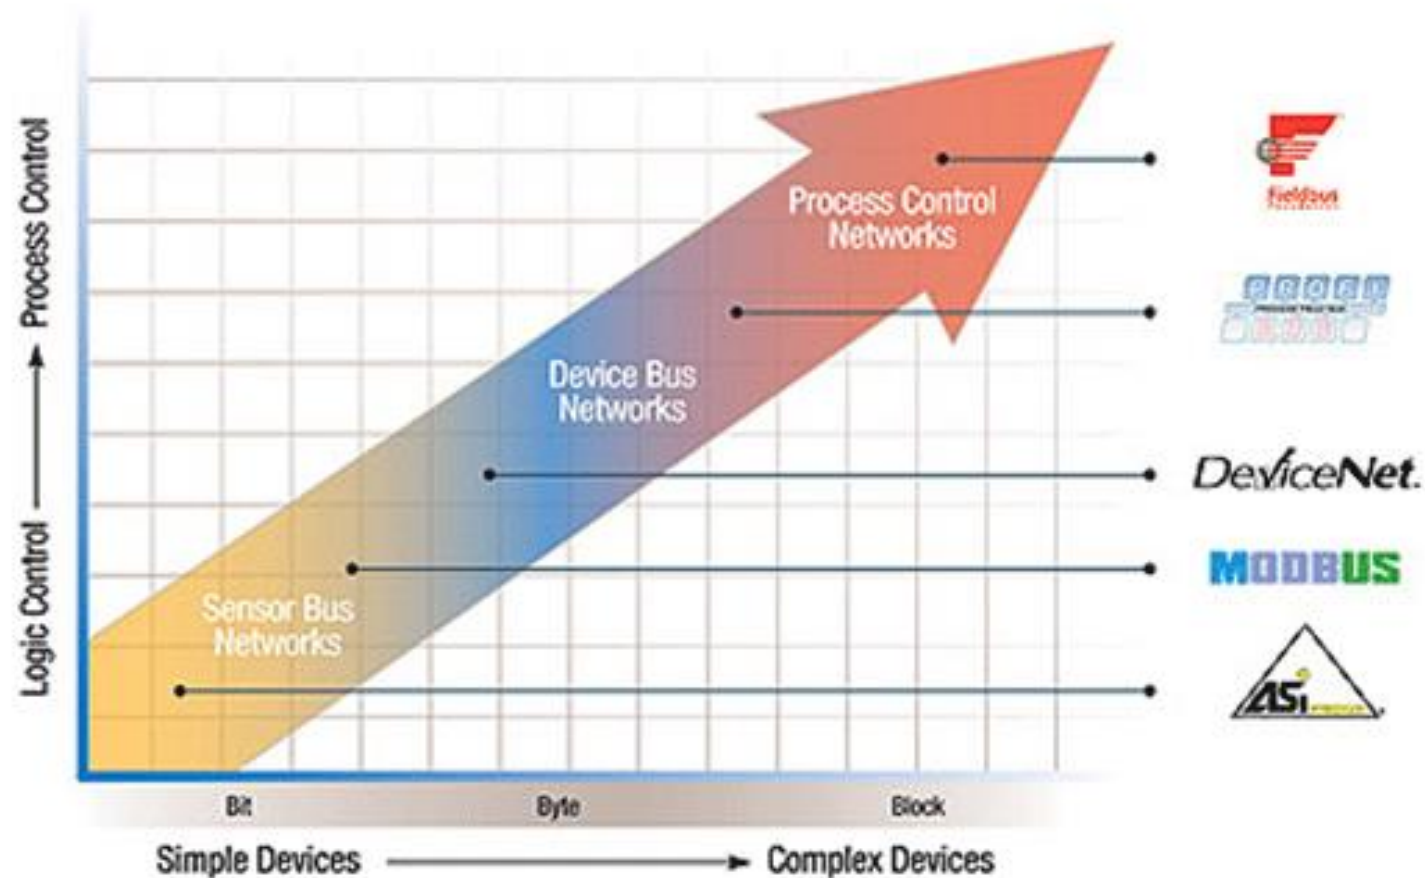 Process Control
Logic Control
Process Control
Networks
Device Bus
Networks
Sensor Bus
Networks
Fieldbus
DeviceNet.
MODBUS
ASi
Bit
Byte
Block
Simple Devices
Complex Devices